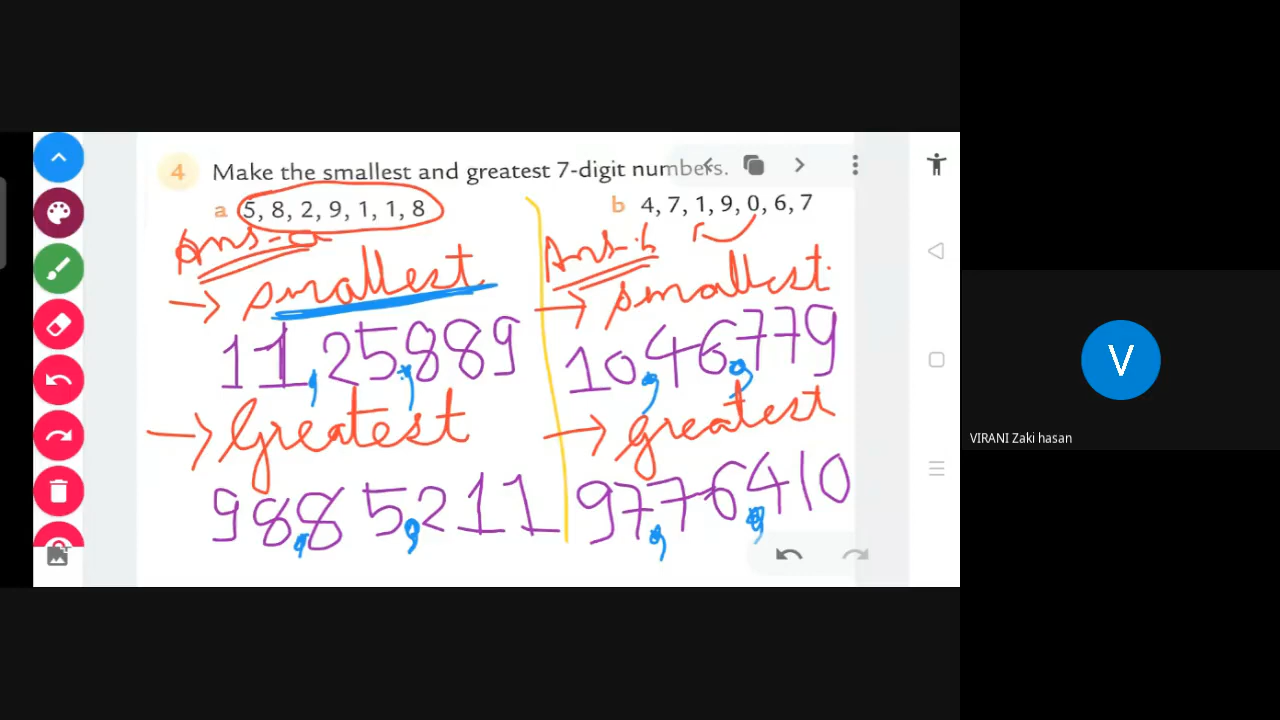 4 Make the smallest and greatest 7-digit numbers.
a 5, 8, 2, 9, 1, 1, 8
b 4, 7, 1, 9, 0, 6, 7
Ans-a
→ smallest
11,25,889
→ Greatest
98,85,211
Ans-b
→ smallest
10,46,779
→ greatest
97,76,410
V
VIRANI Zaki hasan